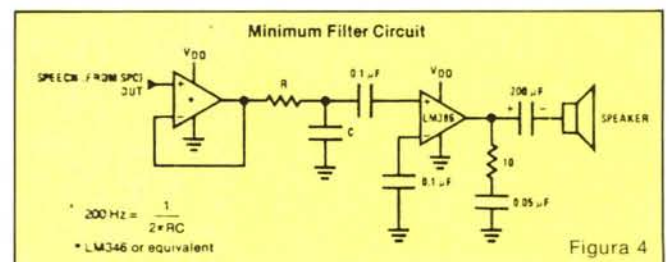 Minimum Filter Circuit
SPEECH (FROM SPC)
OUT
VDD
*
R
C
0.1 µF
VDD
LM386
0.1 µF
200 µF
+ -
SPEAKER
10
0.05 µF
200 Hz = 1 / 2πRC
* LM346 or equivalent
Figura 4